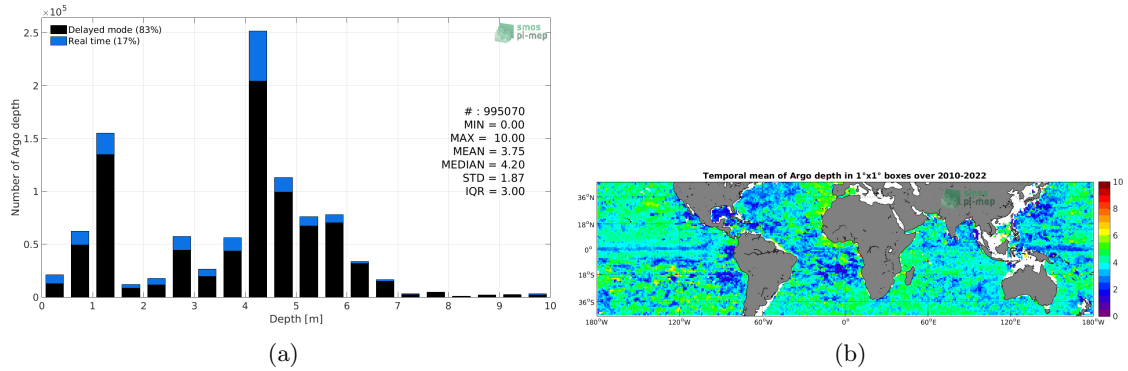 ×10⁵
Delayed mode (83%)
Real time (17%)
smos
pi-mep
2.5
2
1.5
1
0.5
0
Number of Argo depth
# : 995070
MIN = 0.00
MAX = 10.00
MEAN = 3.75
MEDIAN = 4.20
STD = 1.87
IQR = 3.00
0 1 2 3 4 5 6 7 8 9 10
Depth [m]
(a)
Temporal mean of Argo depth in 1°x1° boxes over 2010-2022
smos
pi-mep
36°N
18°N
0°
18°S
36°S
180°W 120°W 60°W 0° 60°E 120°E 180°W
10
8
6
4
2
0
(b)